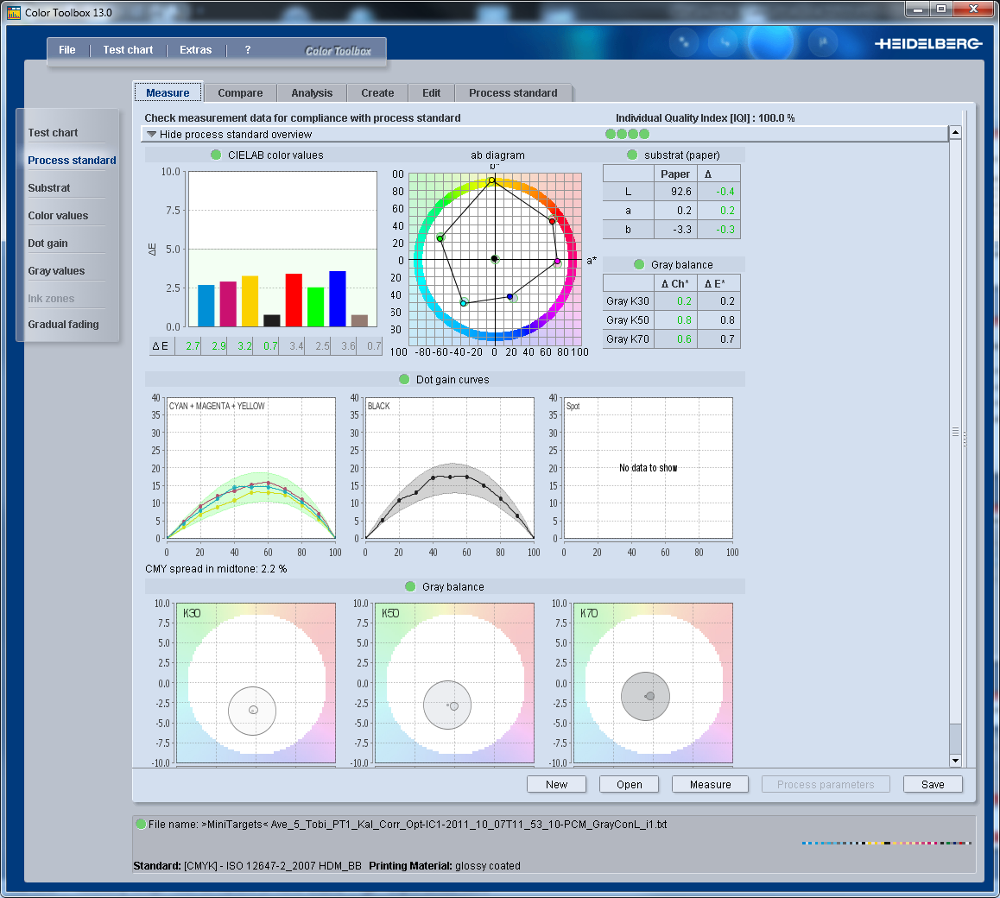 Color Toolbox 13.0
HEIDELBERG
File Test chart Extras ? Color Toolbox
Measure Compare Analysis Create Edit Process standard
Test chart
Process standard
Substrat
Color values
Dot gain
Gray values
Ink zones
Gradual fading
Check measurement data for compliance with process standard Individual Quality Index [IQI] : 100.0 %
Hide process standard overview
CIELAB color values
10.0
7.5
5.0
2.5
0.0
ΔE
Δ E 2.7 2.9 3.2 0.7 3.4 2.5 3.6 0.7
ab diagram
b*
00
80
60
40
20
0
20
40
60
80
100 -80 -60 -40 -20 0 20 40 60 80 100
a*
substrat (paper)
Paper Δ
L 92.6 -0.4
a 0.2 0.2
b -3.3 -0.3
Gray balance
Δ Ch* Δ E*
Gray K30 0.2 0.2
Gray K50 0.8 0.8
Gray K70 0.6 0.7
Dot gain curves
CYAN + MAGENTA + YELLOW
40
35
30
25
20
15
10
5
0
0 20 40 60 80 100
BLACK
40
35
30
25
20
15
10
5
0
0 20 40 60 80 100
Spot
No data to show
40
35
30
25
20
15
10
5
0
0 20 40 60 80 100
CMY spread in midtone: 2.2 %
Gray balance
K30
10.0
7.5
5.0
2.5
0.0
-2.5
-5.0
-7.5
-10.0
K50
10.0
7.5
5.0
2.5
0.0
-2.5
-5.0
-7.5
-10.0
K70
10.0
7.5
5.0
2.5
0.0
-2.5
-5.0
-7.5
-10.0
New Open Measure Process parameters Save
File name: >MiniTargets< Ave_5_Tobi_PT1_Kal_Corr_Opt-IC1-2011_10_07T11_53_10-PCM_GrayConL_i1.txt
Standard: [CMYK] - ISO 12647-2_2007 HDM_BB Printing Material: glossy coated